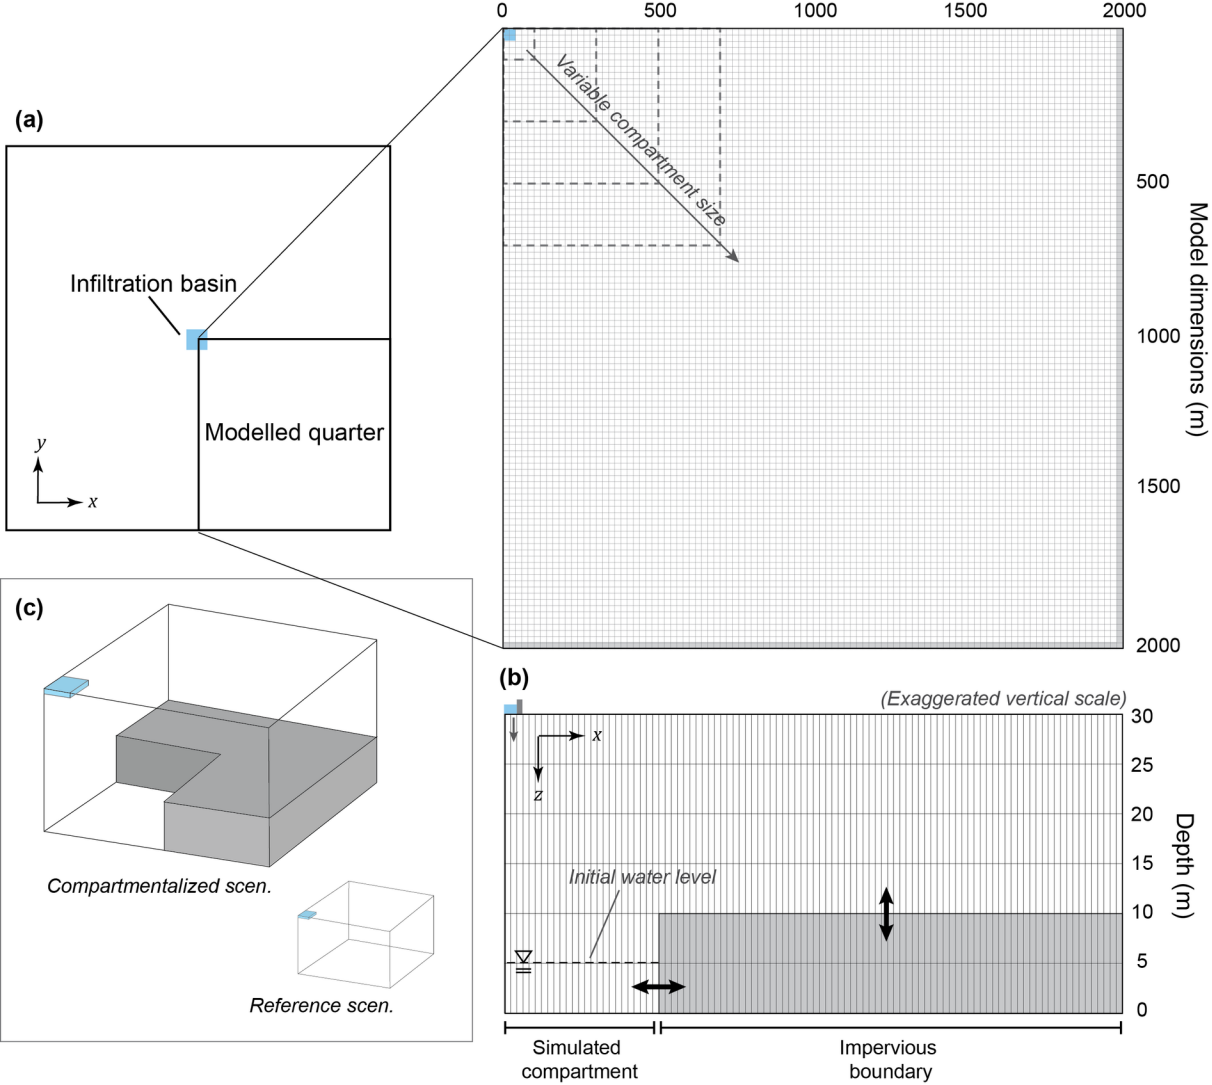 0 500 1000 1500 2000
(a)
Variable compartment size
500
1000
1500
2000
Model dimensions (m)
Infiltration basin
Modelled quarter
y
x
(c)
Compartmentalized scen.
Reference scen.
(b)
(Exaggerated vertical scale)
x
z
30
25
20
15
10
5
0
Depth (m)
Initial water level
Simulated
compartment
Impervious
boundary